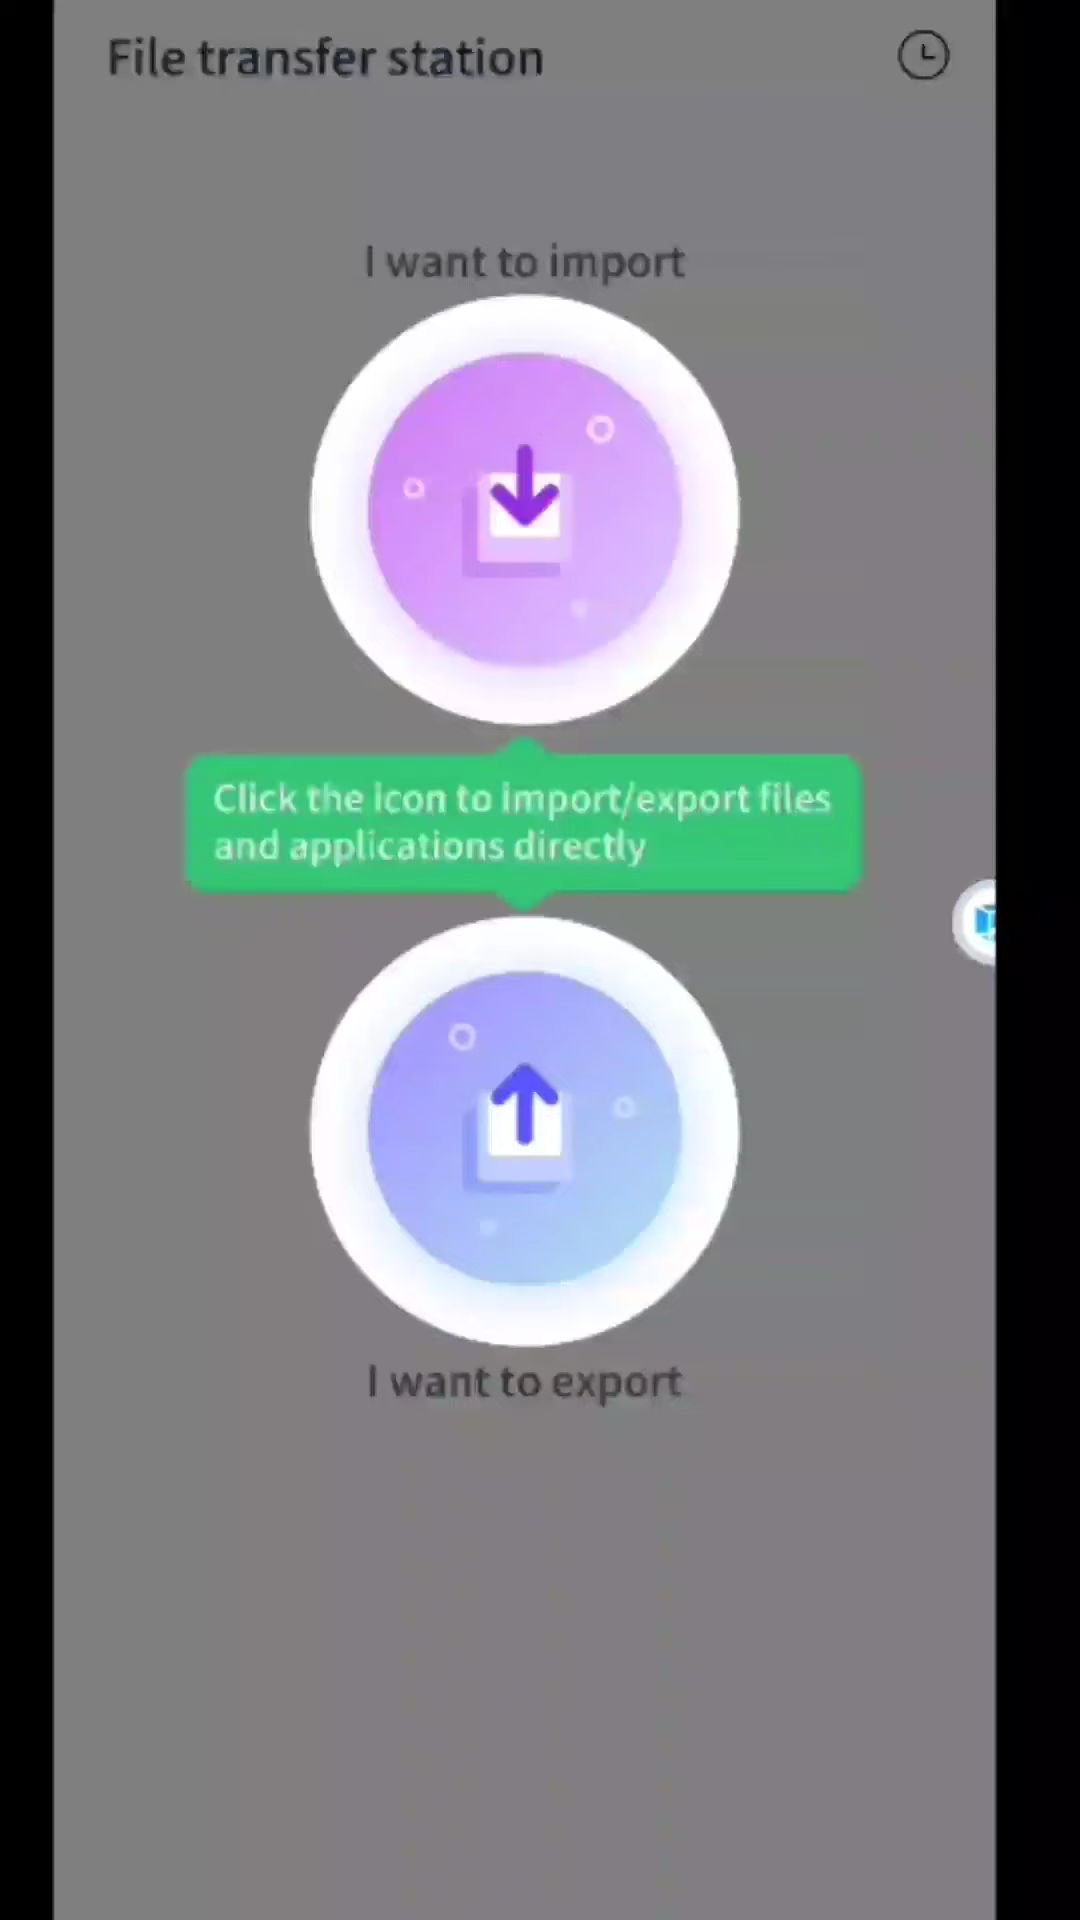 File transfer station
I want to import
Click the icon to import/export files
and applications directly
I want to export